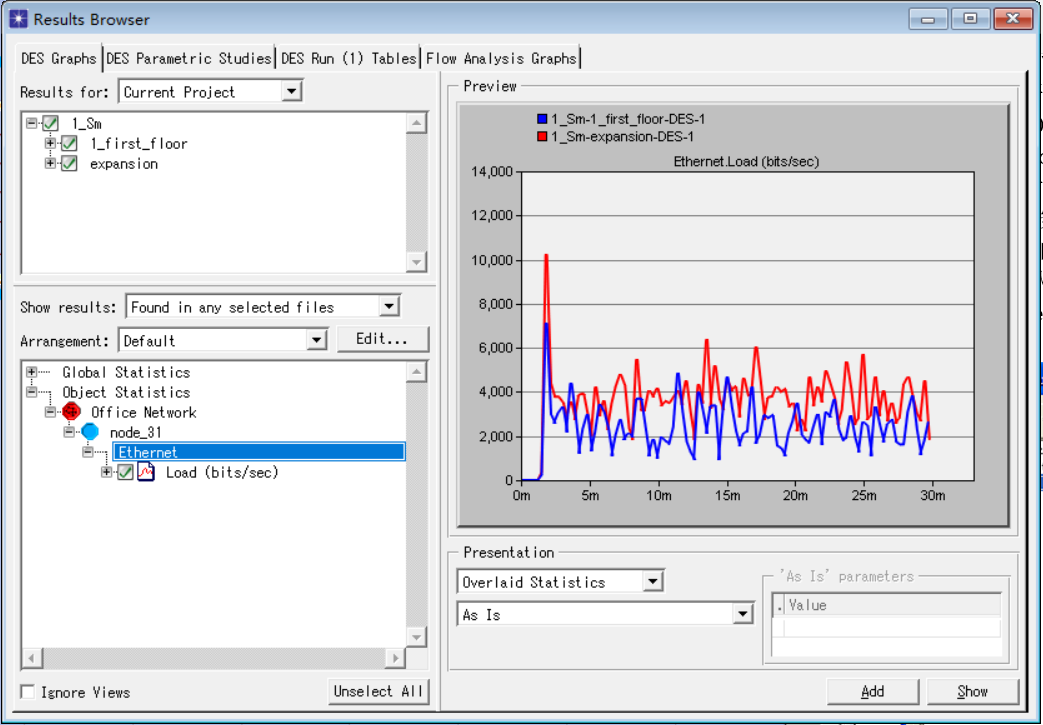 Results Browser
DES Graphs DES Parametric Studies DES Run (1) Tables Flow Analysis Graphs
Results for: Current Project
1_Sm
1_first_floor
expansion
Show results: Found in any selected files
Arrangement: Default Edit...
Global Statistics
Object Statistics
Office Network
node_31
Ethernet
Load (bits/sec)
Ignore Views Unselect All
Preview
1_Sm-1_first_floor-DES-1
1_Sm-expansion-DES-1
Ethernet.Load (bits/sec)
14,000
12,000
10,000
8,000
6,000
4,000
2,000
0
0m 5m 10m 15m 20m 25m 30m
Presentation
Overlaid Statistics
As Is
'As Is' parameters
. Value
Add Show